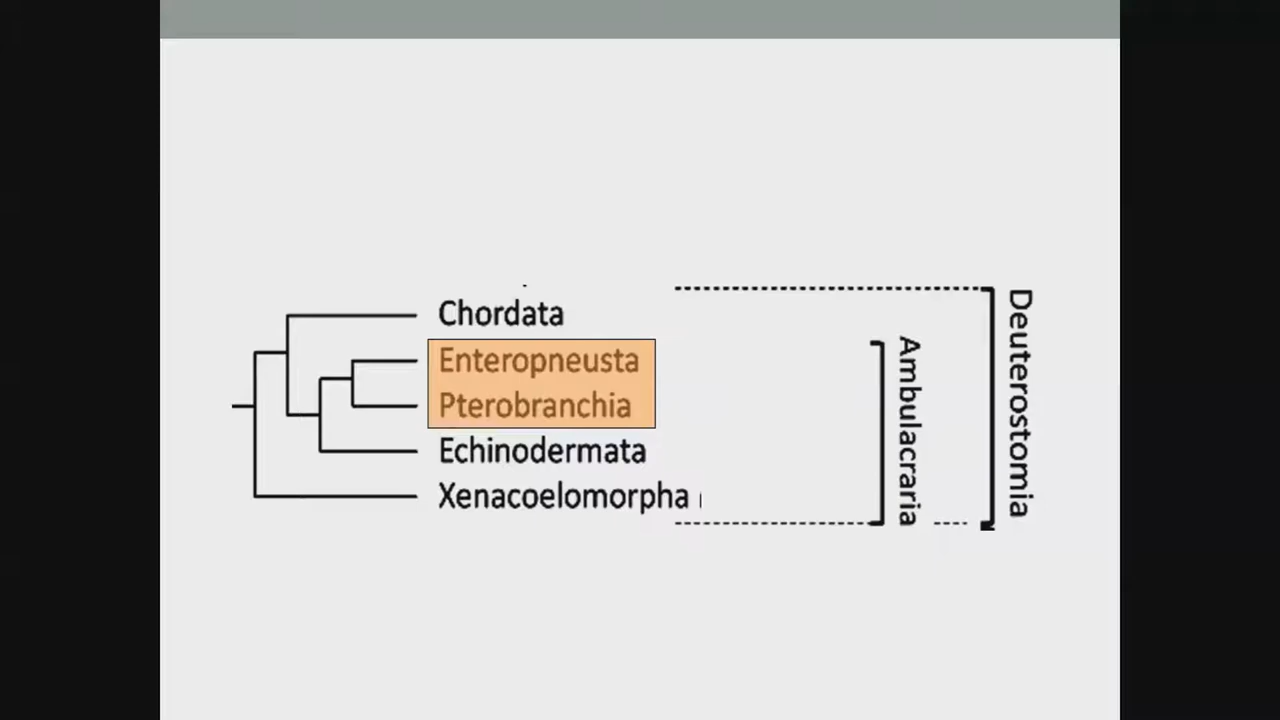 Chordata
Enteropneusta
Pterobranchia
Echinodermata
Xenacoelomorpha
Ambulacraria
Deuterostomia